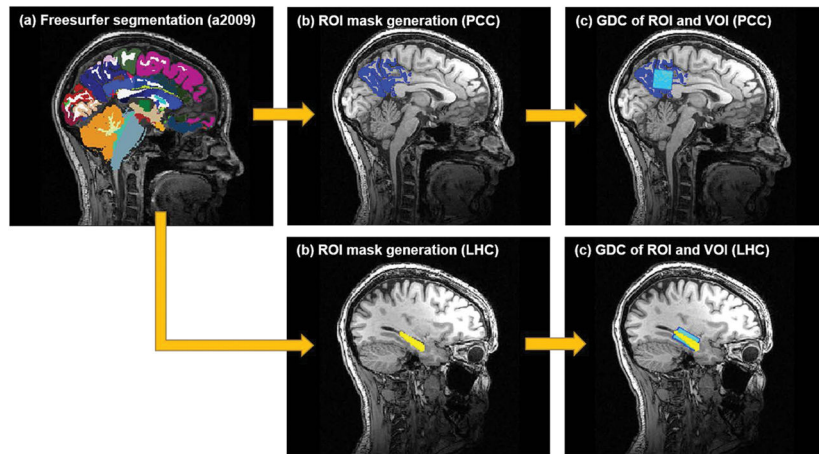 (a) Freesurfer segmentation (a2009)
(b) ROI mask generation (PCC)
(c) GDC of ROI and VOI (PCC)
(b) ROI mask generation (LHC)
(c) GDC of ROI and VOI (LHC)